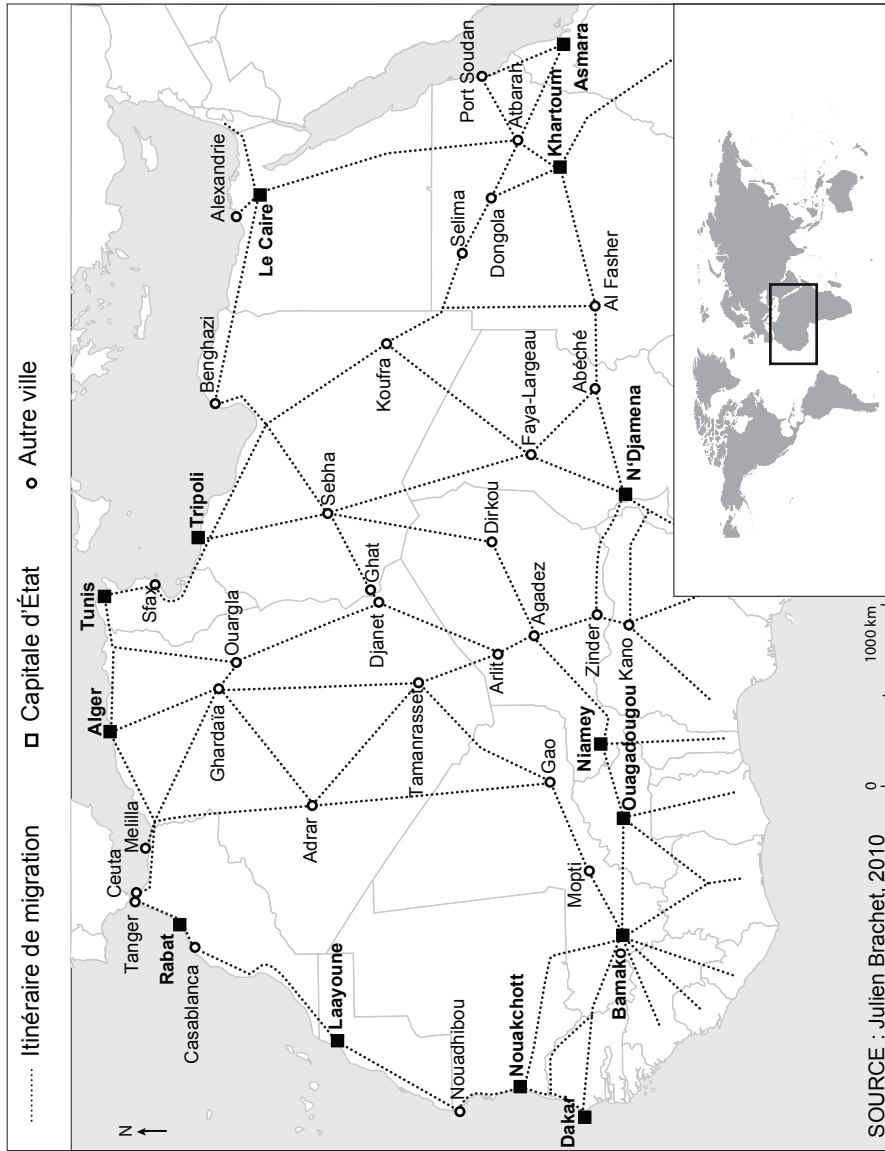 Itinéraire de migration
Capitale d'État
Autre ville
N
Tunis
Alger
Sfax
Tripoli
Ceuta
Melilla
Tanger
Rabat
Casablanca
Ghardaïa
Ouargla
Benghazi
Alexandrie
Le Caire
Laayoune
Adrar
Sebha
Ghat
Djanet
Koufra
Tamanrasset
Selima
Port Soudan
Nouadhibou
Dirkou
Dongola
Atbarah
Arlit
Agadez
Faya-Largeau
Nouakchott
Gao
Khartoum
Asmara
Dakar
Mopti
Niamey
Zinder
Abéché
Al Fasher
Bamako
Ouagadougou
Kano
N'Djamena
SOURCE : Julien Brachet, 2010
0
1000 km